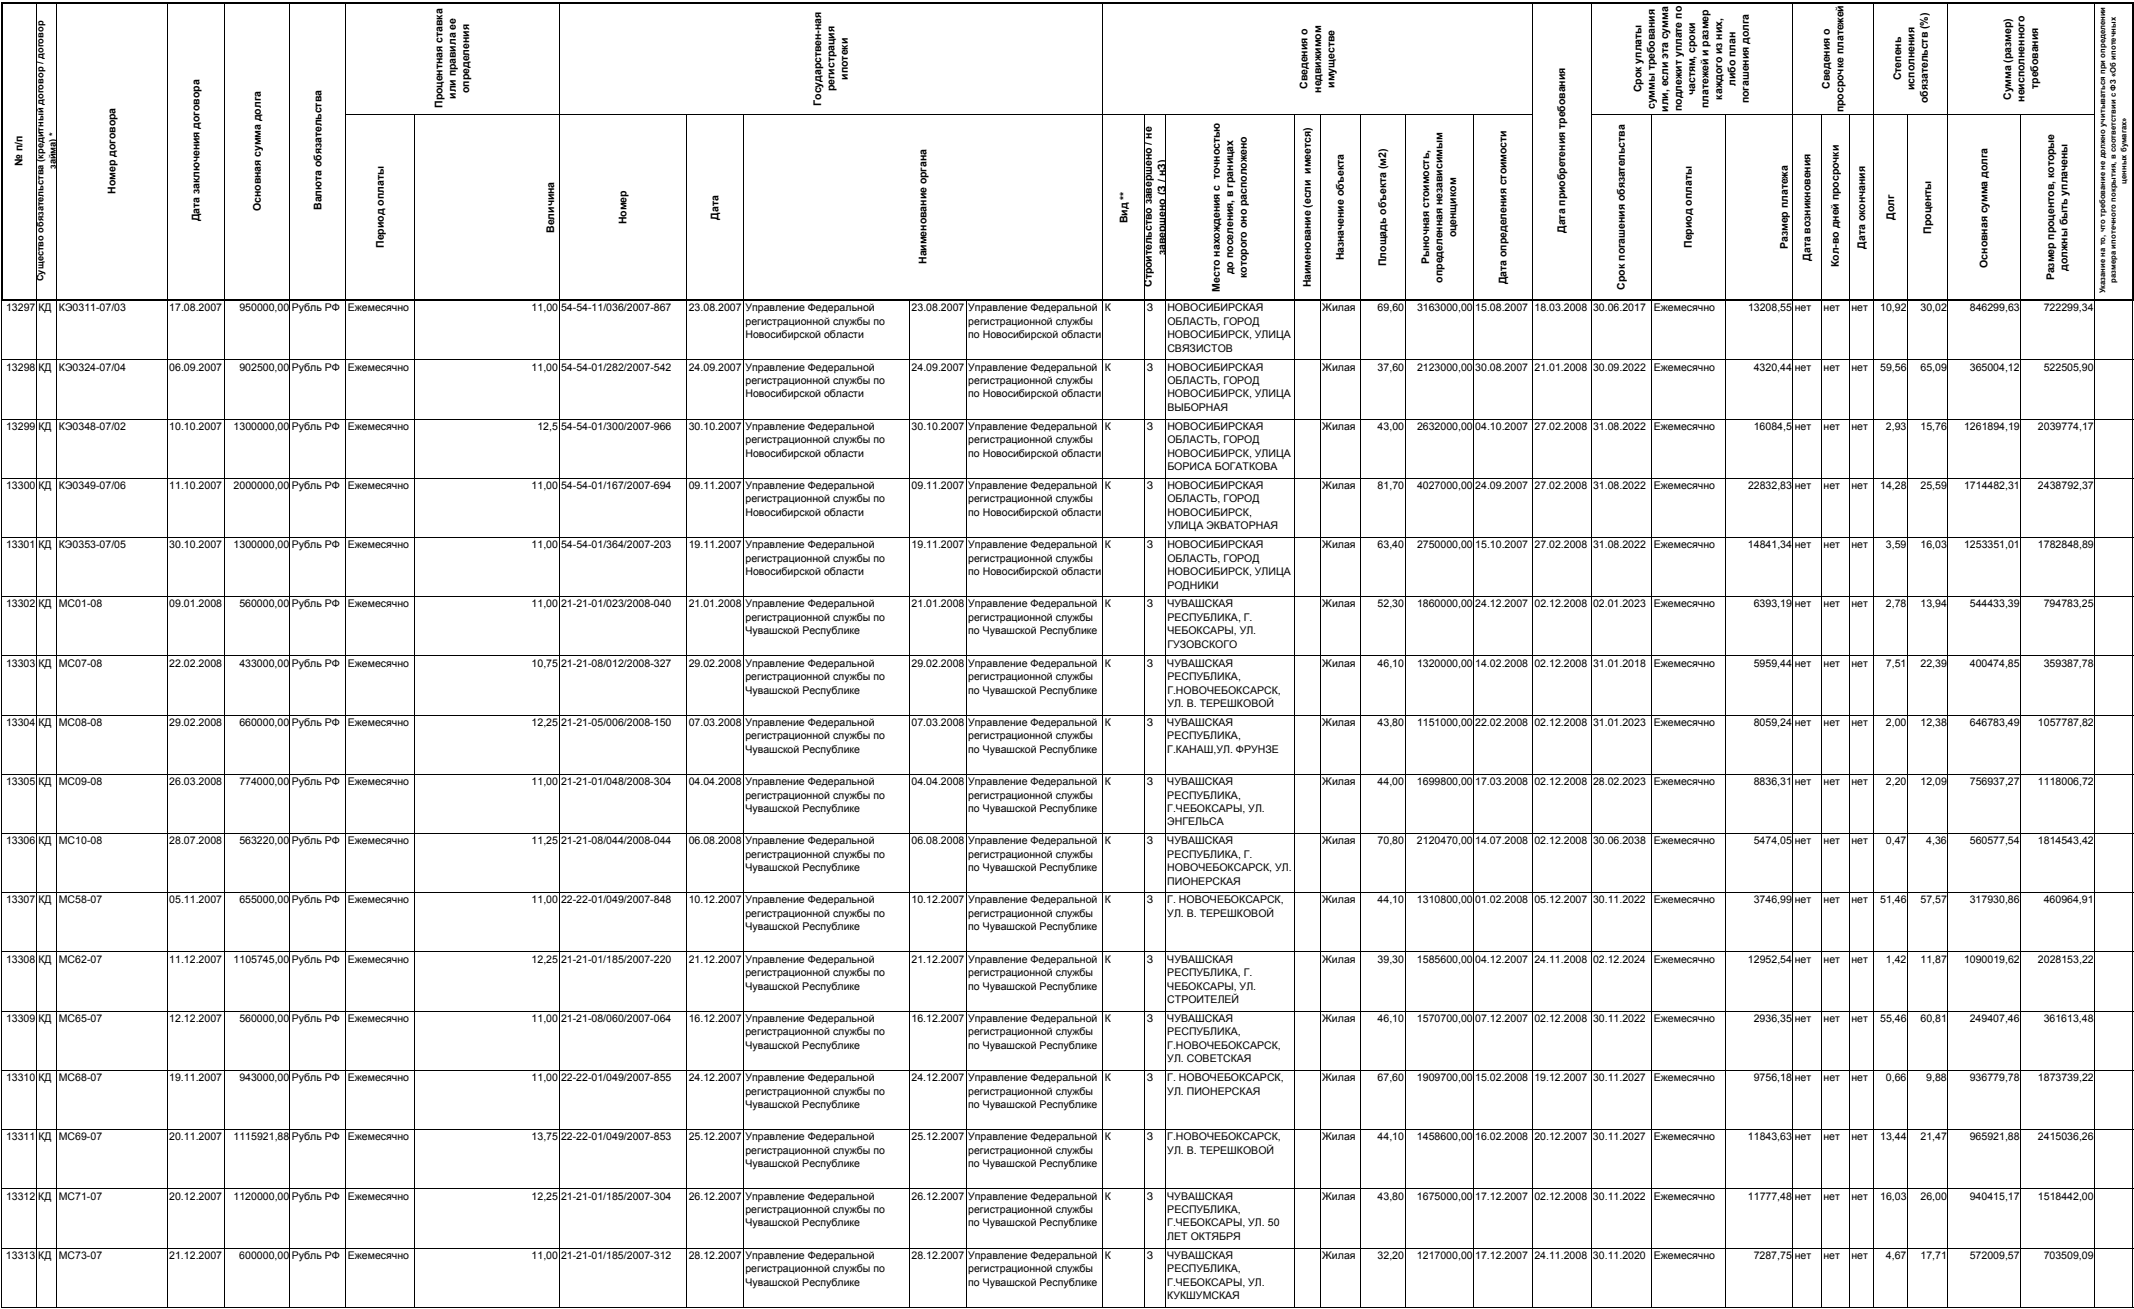 № п/п
Существо обязательства (кредитный договор / договор займа) *
Номер договора
Дата заключения договора
Основная сумма долга
Валюта обязательства
Процентная ставка или правила ее определения
Период оплаты
Величина
Государствен-ная регистрация ипотеки
Номер
Дата
Наименование органа
Сведения о недвижимом имуществе
Вид **
Строительство завершено / не завершено (З / нЗ)
Место нахождения с точностью до поселения, в границах которого оно расположено
Наименование (если имеется)
Назначение объекта
Площадь объекта (м2)
Рыночная стоимость, определенная независимым оценщиком
Дата определения стоимости
Дата приобретения требования
Срок уплаты суммы требования или, если эта сумма подлежит уплате по частям, сроки платежей и размер каждого из них, либо план погашения долга
Срок погашения обязательства
Период оплаты
Размер платежа
Сведения о просрочке платежей
Дата возникновения
Кол-во дней просрочки
Дата окончания
Степень исполнения обязательств (%)
Долг
Проценты
Сумма (размер) неисполненного требования
Основная сумма долга
Размер процентов, которые должны быть уплачены
Указание на то, что требование не должно учитываться при определении размера ипотечного покрытия, в соответствии с ФЗ «Об ипотечных ценных бумагах»
13297 КД КЭ0311-07/03 17.08.2007 950000,00 Рубль РФ Ежемесячно 11,00 54-54-11/036/2007-867 23.08.2007 Управление Федеральной регистрационной службы по Новосибирской области 23.08.2007 Управление Федеральной регистрационной службы по Новосибирской области К З НОВОСИБИРСКАЯ ОБЛАСТЬ, ГОРОД НОВОСИБИРСК, УЛИЦА СВЯЗИСТОВ Жилая 69,60 3163000,00 15.08.2007 18.03.2008 30.06.2017 Ежемесячно 13208,55 нет нет нет 10,92 30,02 846299,63 722299,34
13298 КД КЭ0324-07/04 06.09.2007 902500,00 Рубль РФ Ежемесячно 11,00 54-54-01/282/2007-542 24.09.2007 Управление Федеральной регистрационной службы по Новосибирской области 24.09.2007 Управление Федеральной регистрационной службы по Новосибирской области К З НОВОСИБИРСКАЯ ОБЛАСТЬ, ГОРОД НОВОСИБИРСК, УЛИЦА ВЫБОРНАЯ Жилая 37,60 2123000,00 30.08.2007 21.01.2008 30.09.2022 Ежемесячно 4320,44 нет нет нет 59,56 65,09 365004,12 522505,90
13299 КД КЭ0348-07/02 10.10.2007 1300000,00 Рубль РФ Ежемесячно 12,5 54-54-01/300/2007-966 30.10.2007 Управление Федеральной регистрационной службы по Новосибирской области 30.10.2007 Управление Федеральной регистрационной службы по Новосибирской области К З НОВОСИБИРСКАЯ ОБЛАСТЬ, ГОРОД НОВОСИБИРСК, УЛИЦА БОРИСА БОГАТКОВА Жилая 43,00 2632000,00 04.10.2007 27.02.2008 31.08.2022 Ежемесячно 16084,5 нет нет нет 2,93 15,76 1261894,19 2039774,17
13300 КД КЭ0349-07/06 11.10.2007 2000000,00 Рубль РФ Ежемесячно 11,00 54-54-01/167/2007-694 09.11.2007 Управление Федеральной регистрационной службы по Новосибирской области 09.11.2007 Управление Федеральной регистрационной службы по Новосибирской области К З НОВОСИБИРСКАЯ ОБЛАСТЬ, ГОРОД НОВОСИБИРСК, УЛИЦА ЭКВАТОРНАЯ Жилая 81,70 4027000,00 24.09.2007 27.02.2008 31.08.2022 Ежемесячно 22832,83 нет нет нет 14,28 25,59 1714482,31 2438792,37
13301 КД КЭ0353-07/05 30.10.2007 1300000,00 Рубль РФ Ежемесячно 11,00 54-54-01/364/2007-203 19.11.2007 Управление Федеральной регистрационной службы по Новосибирской области 19.11.2007 Управление Федеральной регистрационной службы по Новосибирской области К З НОВОСИБИРСКАЯ ОБЛАСТЬ, ГОРОД НОВОСИБИРСК, УЛИЦА РОДНИКИ Жилая 63,40 2750000,00 15.10.2007 27.02.2008 31.08.2022 Ежемесячно 14841,34 нет нет нет 3,59 16,03 1253351,01 1782848,89
13302 КД МС01-08 09.01.2008 560000,00 Рубль РФ Ежемесячно 11,00 21-21-01/023/2008-040 21.01.2008 Управление Федеральной регистрационной службы по Чувашской Республике 21.01.2008 Управление Федеральной регистрационной службы по Чувашской Республике К З ЧУВАШСКАЯ РЕСПУБЛИКА, Г. ЧЕБОКСАРЫ, УЛ. ГУЗОВСКОГО Жилая 52,30 1860000,00 24.12.2007 02.12.2008 02.01.2023 Ежемесячно 6393,19 нет нет нет 2,78 13,94 544433,39 794783,25
13303 КД МС07-08 22.02.2008 433000,00 Рубль РФ Ежемесячно 10,75 21-21-08/012/2008-327 29.02.2008 Управление Федеральной регистрационной службы по Чувашской Республике 29.02.2008 Управление Федеральной регистрационной службы по Чувашской Республике К З ЧУВАШСКАЯ РЕСПУБЛИКА, Г.НОВОЧЕБОКСАРСК, УЛ. В. ТЕРЕШКОВОЙ Жилая 46,10 1320000,00 14.02.2008 02.12.2008 31.01.2018 Ежемесячно 5959,44 нет нет нет 7,51 22,39 400474,85 359387,78
13304 КД МС08-08 29.02.2008 660000,00 Рубль РФ Ежемесячно 12,25 21-21-05/006/2008-150 07.03.2008 Управление Федеральной регистрационной службы по Чувашской Республике 07.03.2008 Управление Федеральной регистрационной службы по Чувашской Республике К З ЧУВАШСКАЯ РЕСПУБЛИКА, Г.КАНАШ,УЛ. ФРУНЗЕ Жилая 43,80 1151000,00 22.02.2008 02.12.2008 31.01.2023 Ежемесячно 8059,24 нет нет нет 2,00 12,38 646783,49 1057787,82
13305 КД МС09-08 26.03.2008 774000,00 Рубль РФ Ежемесячно 11,00 21-21-01/048/2008-304 04.04.2008 Управление Федеральной регистрационной службы по Чувашской Республике 04.04.2008 Управление Федеральной регистрационной службы по Чувашской Республике К З ЧУВАШСКАЯ РЕСПУБЛИКА, Г.ЧЕБОКСАРЫ, УЛ. ЭНГЕЛЬСА Жилая 44,00 1699800,00 17.03.2008 02.12.2008 28.02.2023 Ежемесячно 8836,31 нет нет нет 2,20 12,09 756937,27 1118006,72
13306 КД МС10-08 28.07.2008 563220,00 Рубль РФ Ежемесячно 11,25 21-21-08/044/2008-044 06.08.2008 Управление Федеральной регистрационной службы по Чувашской Республике 06.08.2008 Управление Федеральной регистрационной службы по Чувашской Республике К З ЧУВАШСКАЯ РЕСПУБЛИКА, Г. НОВОЧЕБОКСАРСК, УЛ. ПИОНЕРСКАЯ Жилая 70,80 2120470,00 14.07.2008 02.12.2008 30.06.2038 Ежемесячно 5474,05 нет нет нет 0,47 4,36 560577,54 1814543,42
13307 КД МС58-07 05.11.2007 655000,00 Рубль РФ Ежемесячно 11,00 22-22-01/049/2007-848 10.12.2007 Управление Федеральной регистрационной службы по Чувашской Республике 10.12.2007 Управление Федеральной регистрационной службы по Чувашской Республике К З Г. НОВОЧЕБОКСАРСК, УЛ. В. ТЕРЕШКОВОЙ Жилая 44,10 1310800,00 01.02.2008 05.12.2007 30.11.2022 Ежемесячно 3746,99 нет нет нет 51,46 57,57 317930,86 460964,91
13308 КД МС62-07 11.12.2007 1105745,00 Рубль РФ Ежемесячно 12,25 21-21-01/185/2007-220 21.12.2007 Управление Федеральной регистрационной службы по Чувашской Республике 21.12.2007 Управление Федеральной регистрационной службы по Чувашской Республике К З ЧУВАШСКАЯ РЕСПУБЛИКА, Г. ЧЕБОКСАРЫ, УЛ. СТРОИТЕЛЕЙ Жилая 39,30 1585600,00 04.12.2007 24.11.2008 02.12.2024 Ежемесячно 12952,54 нет нет нет 1,42 11,87 1090019,62 2028153,22
13309 КД МС65-07 12.12.2007 560000,00 Рубль РФ Ежемесячно 11,00 21-21-08/060/2007-064 16.12.2007 Управление Федеральной регистрационной службы по Чувашской Республике 16.12.2007 Управление Федеральной регистрационной службы по Чувашской Республике К З ЧУВАШСКАЯ РЕСПУБЛИКА, Г.НОВОЧЕБОКСАРСК, УЛ. СОВЕТСКАЯ Жилая 46,10 1570700,00 07.12.2007 02.12.2008 30.11.2022 Ежемесячно 2936,35 нет нет нет 55,46 60,81 249407,46 361613,48
13310 КД МС68-07 19.11.2007 943000,00 Рубль РФ Ежемесячно 11,00 22-22-01/049/2007-855 24.12.2007 Управление Федеральной регистрационной службы по Чувашской Республике 24.12.2007 Управление Федеральной регистрационной службы по Чувашской Республике К З Г. НОВОЧЕБОКСАРСК, УЛ. ПИОНЕРСКАЯ Жилая 67,60 1909700,00 15.02.2008 19.12.2007 30.11.2027 Ежемесячно 9756,18 нет нет нет 0,66 9,88 936779,78 1873739,22
13311 КД МС69-07 20.11.2007 1115921,88 Рубль РФ Ежемесячно 13,75 22-22-01/049/2007-853 25.12.2007 Управление Федеральной регистрационной службы по Чувашской Республике 25.12.2007 Управление Федеральной регистрационной службы по Чувашской Республике К З Г.НОВОЧЕБОКСАРСК, УЛ. В. ТЕРЕШКОВОЙ Жилая 44,10 1458600,00 16.02.2008 20.12.2007 30.11.2027 Ежемесячно 11843,63 нет нет нет 13,44 21,47 965921,88 2415036,26
13312 КД МС71-07 20.12.2007 1120000,00 Рубль РФ Ежемесячно 12,25 21-21-01/185/2007-304 26.12.2007 Управление Федеральной регистрационной службы по Чувашской Республике 26.12.2007 Управление Федеральной регистрационной службы по Чувашской Республике К З ЧУВАШСКАЯ РЕСПУБЛИКА, Г.ЧЕБОКСАРЫ, УЛ. 50 ЛЕТ ОКТЯБРЯ Жилая 43,80 1675000,00 17.12.2007 02.12.2008 30.11.2022 Ежемесячно 11777,48 нет нет нет 16,03 26,00 940415,17 1518442,00
13313 КД МС73-07 21.12.2007 600000,00 Рубль РФ Ежемесячно 11,00 21-21-01/185/2007-312 28.12.2007 Управление Федеральной регистрационной службы по Чувашской Республике 28.12.2007 Управление Федеральной регистрационной службы по Чувашской Республике К З ЧУВАШСКАЯ РЕСПУБЛИКА, Г.ЧЕБОКСАРЫ, УЛ. КУКШУМСКАЯ Жилая 32,20 1217000,00 17.12.2007 24.11.2008 30.11.2020 Ежемесячно 7287,75 нет нет нет 4,67 17,71 572009,57 703509,09